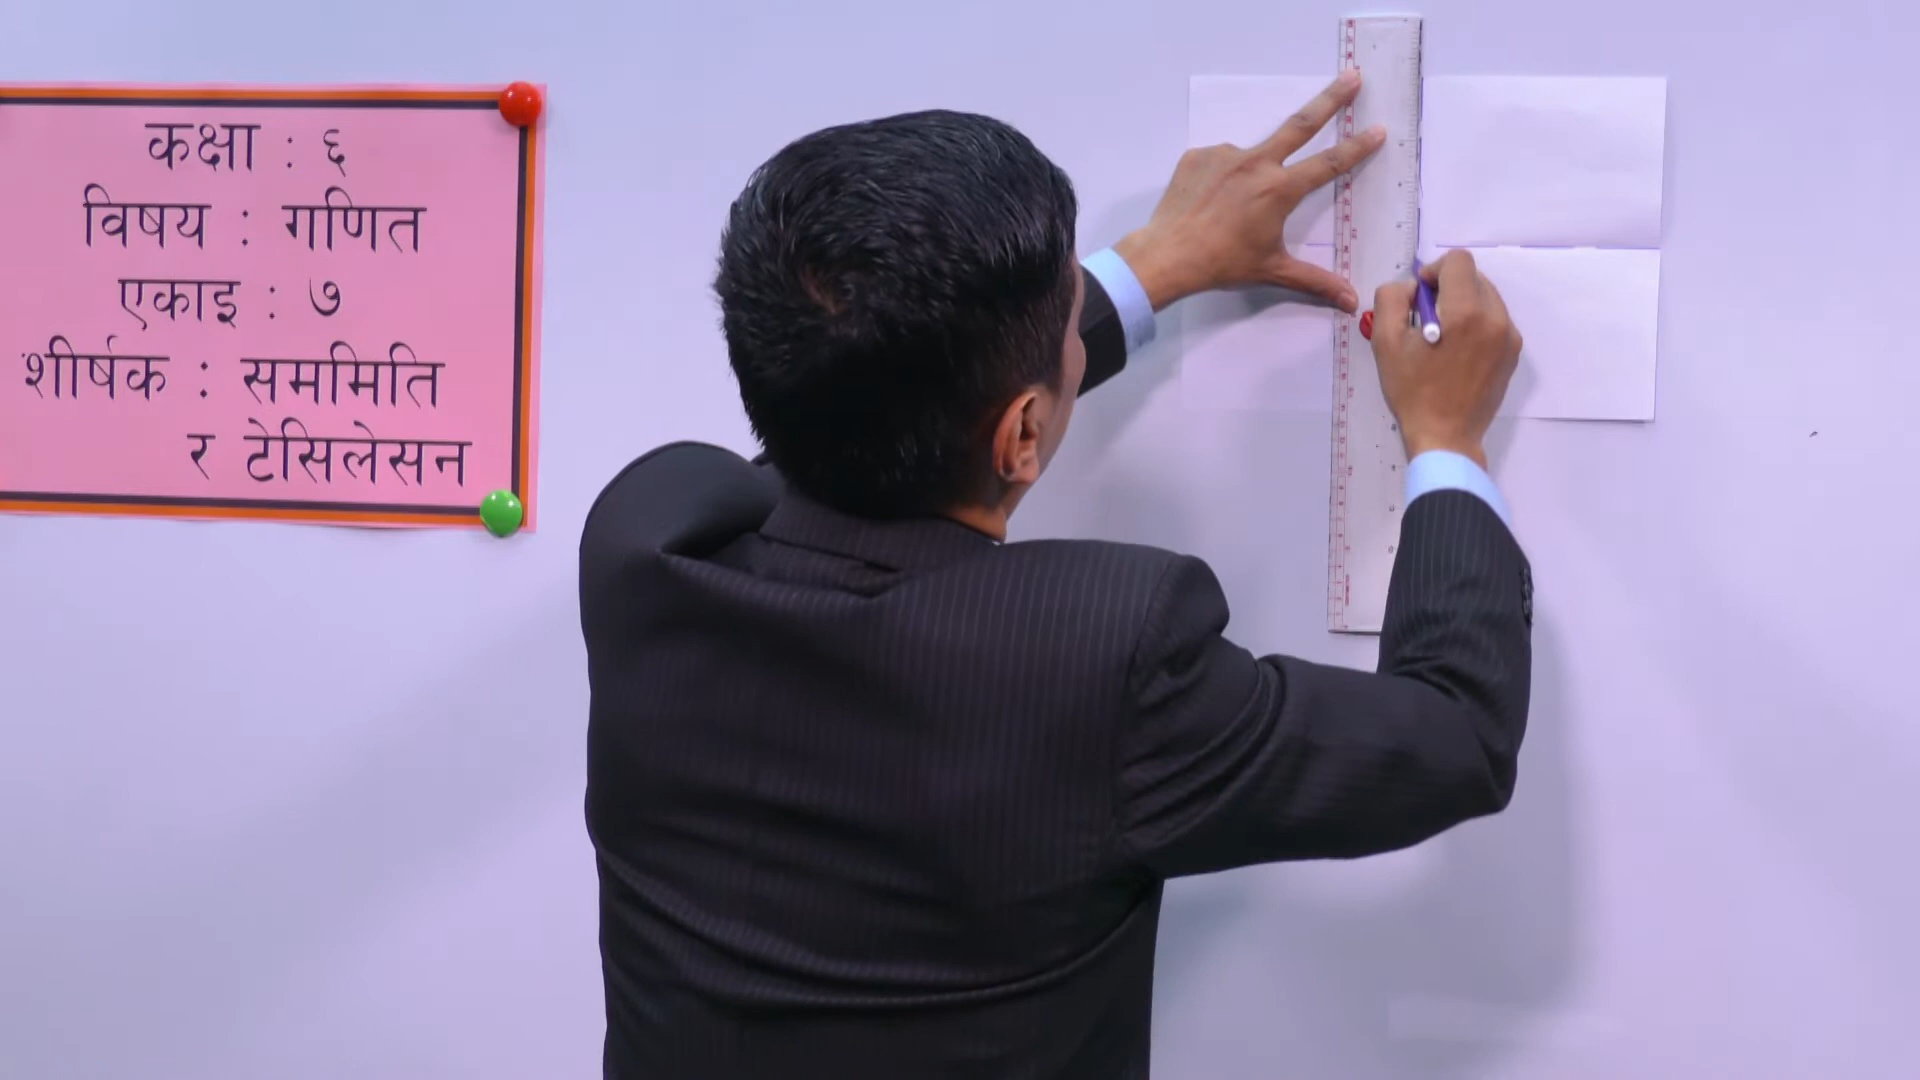 कक्षा : ६
विषय : गणित
एकाइ : ७
शीर्षक : सममिति
र टेसिलेसन